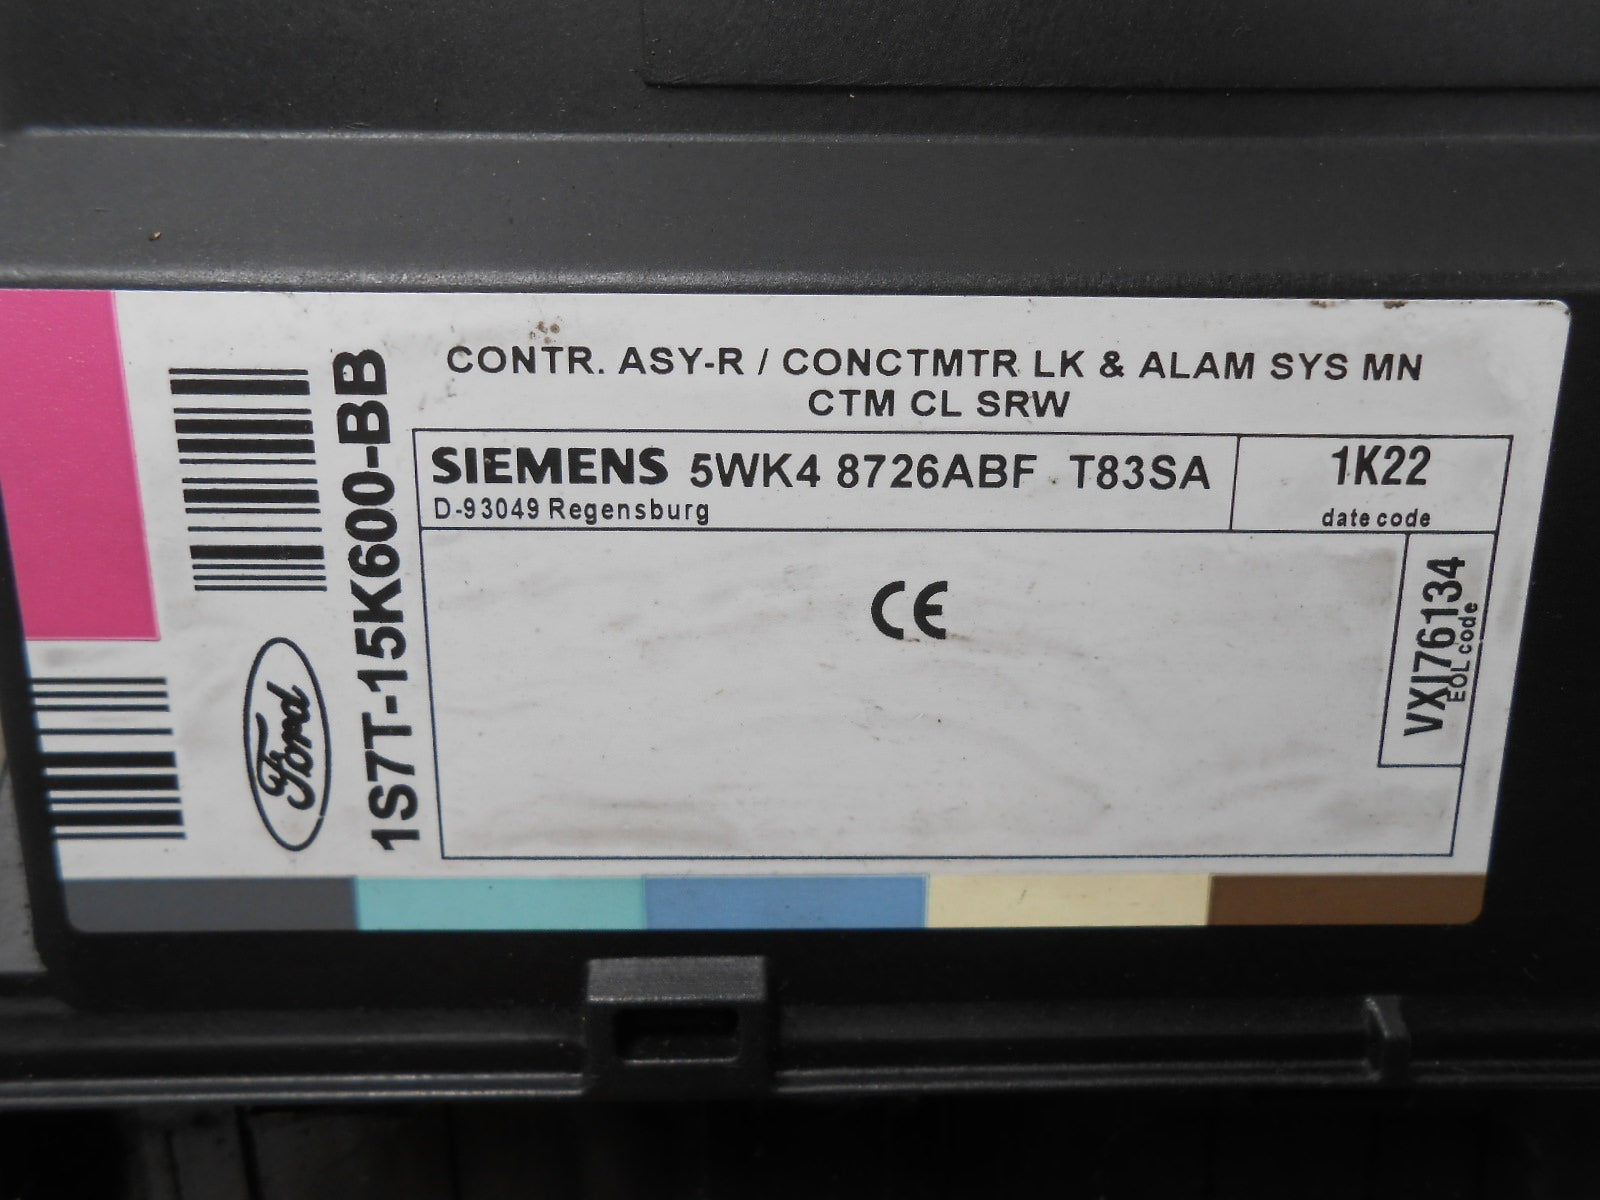 CONTR. ASY-R / CONCTMTR LK & ALAM SYS MN
CTM CL SRW
SIEMENS 5WK4 8726ABF T83SA
D-93049 Regensburg
1K22
date code
CE
VXJ76134
EOL code
1S7T-15K600-BB
Ford